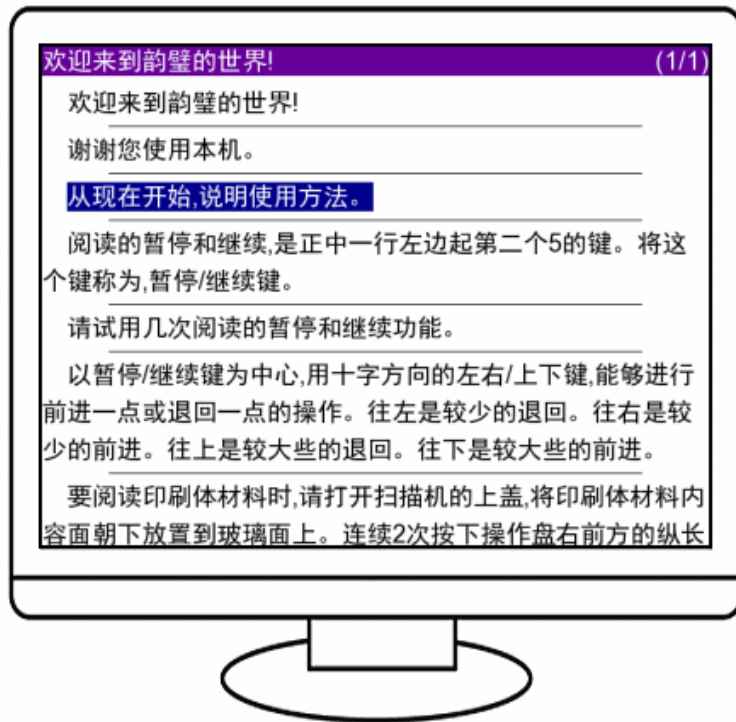 欢迎来到韵璧的世界! (1/1)
欢迎来到韵璧的世界!
谢谢您使用本机。
从现在开始,说明使用方法。
阅读的暂停和继续,是正中一行左边起第二个5的键。将这
个键称为,暂停/继续键。
请试用几次阅读的暂停和继续功能。
以暂停/继续键为中心,用十字方向的左右/上下键,能够进行
前进一点或退回一点的操作。往左是较少的退回。往右是较
少的前进。往上是较大些的退回。往下是较大些的前进。
要阅读印刷体材料时,请打开扫描机的上盖,将印刷体材料内
容面朝下放置到玻璃面上。连续2次按下操作盘右前方的纵长